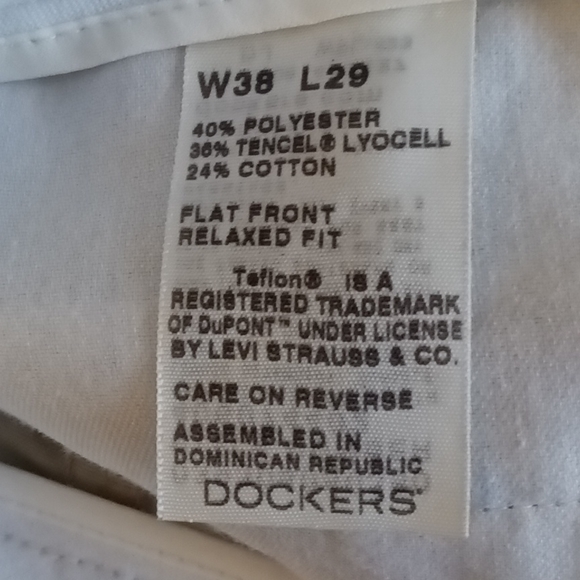 W38 L29
40% POLYESTER
36% TENCEL® LYOCELL
24% COTTON
FLAT FRONT
RELAXED FIT
Teflon® IS A
REGISTERED TRADEMARK
OF DuPONT™ UNDER LICENSE
BY LEVI STRAUSS & CO.
CARE ON REVERSE
ASSEMBLED IN
DOMINICAN REPUBLIC
DOCKERS®